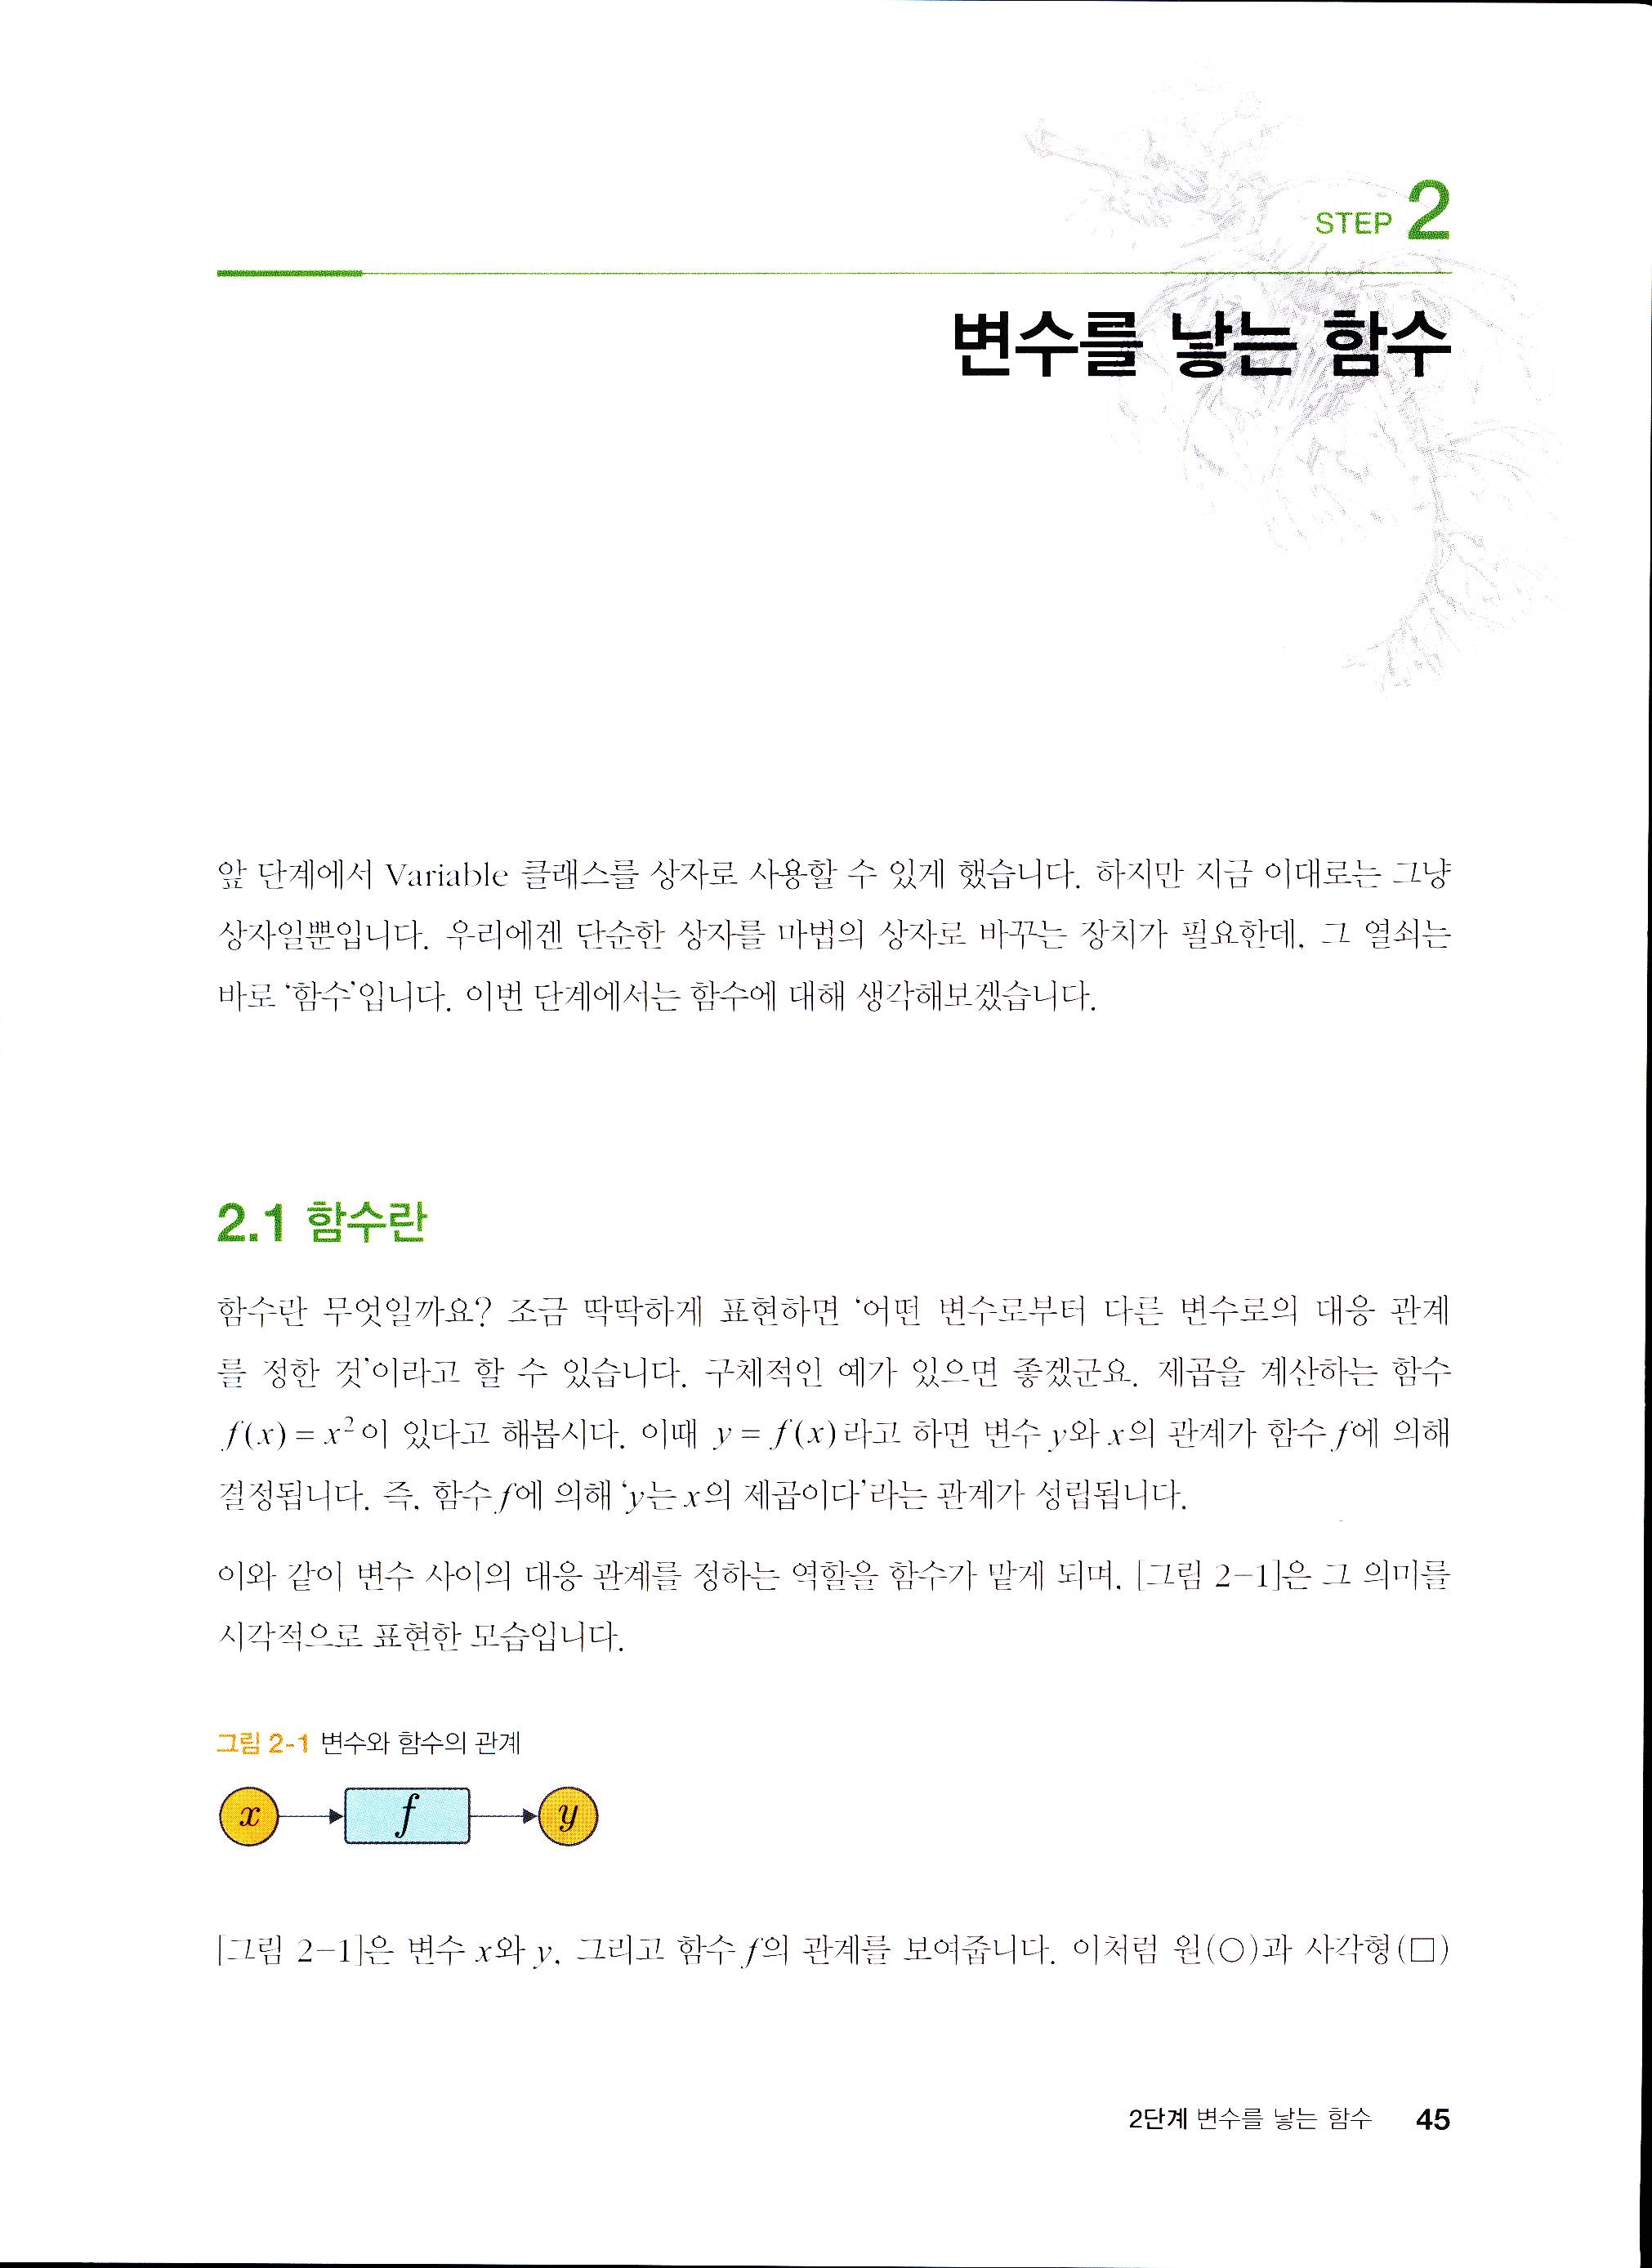 STEP 2
변수를 낳는 함수
앞 단계에서 Variable 클래스를 상자로 사용할 수 있게 했습니다. 하지만 지금 이대로는 그냥
상자일뿐입니다. 우리에겐 단순한 상자를 마법의 상자로 바꾸는 장치가 필요한데, 그 열쇠는
바로 ‘함수’입니다. 이번 단계에서는 함수에 대해 생각해보겠습니다.
2.1 함수란
함수란 무엇일까요? 조금 딱딱하게 표현하면 ‘어떤 변수로부터 다른 변수로의 대응 관계
를 정한 것’이라고 할 수 있습니다. 구체적인 예가 있으면 좋겠군요. 제곱을 계산하는 함수
f(x) = x²이 있다고 해봅시다. 이때 y = f(x)라고 하면 변수 y와 x의 관계가 함수 f에 의해
결정됩니다. 즉, 함수 f에 의해 ‘y는 x의 제곱이다’라는 관계가 성립됩니다.
이와 같이 변수 사이의 대응 관계를 정하는 역할을 함수가 맡게 되며, [그림 2-1]은 그 의미를
시각적으로 표현한 모습입니다.
그림 2-1 변수와 함수의 관계
x f y
[그림 2-1]은 변수 x와 y, 그리고 함수 f의 관계를 보여줍니다. 이처럼 원(○)과 사각형(□)
2단계 변수를 낳는 함수 45